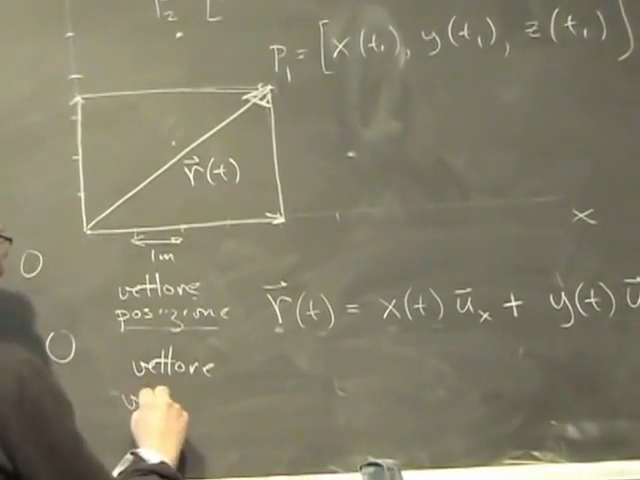 P₁ = [x(t₁), y(t₁), z(t₁)
r⃗(t)
1m
x
O
vettore
posizione
r⃗(t) = x(t) u⃗ₓ + y(t)
O
vettore